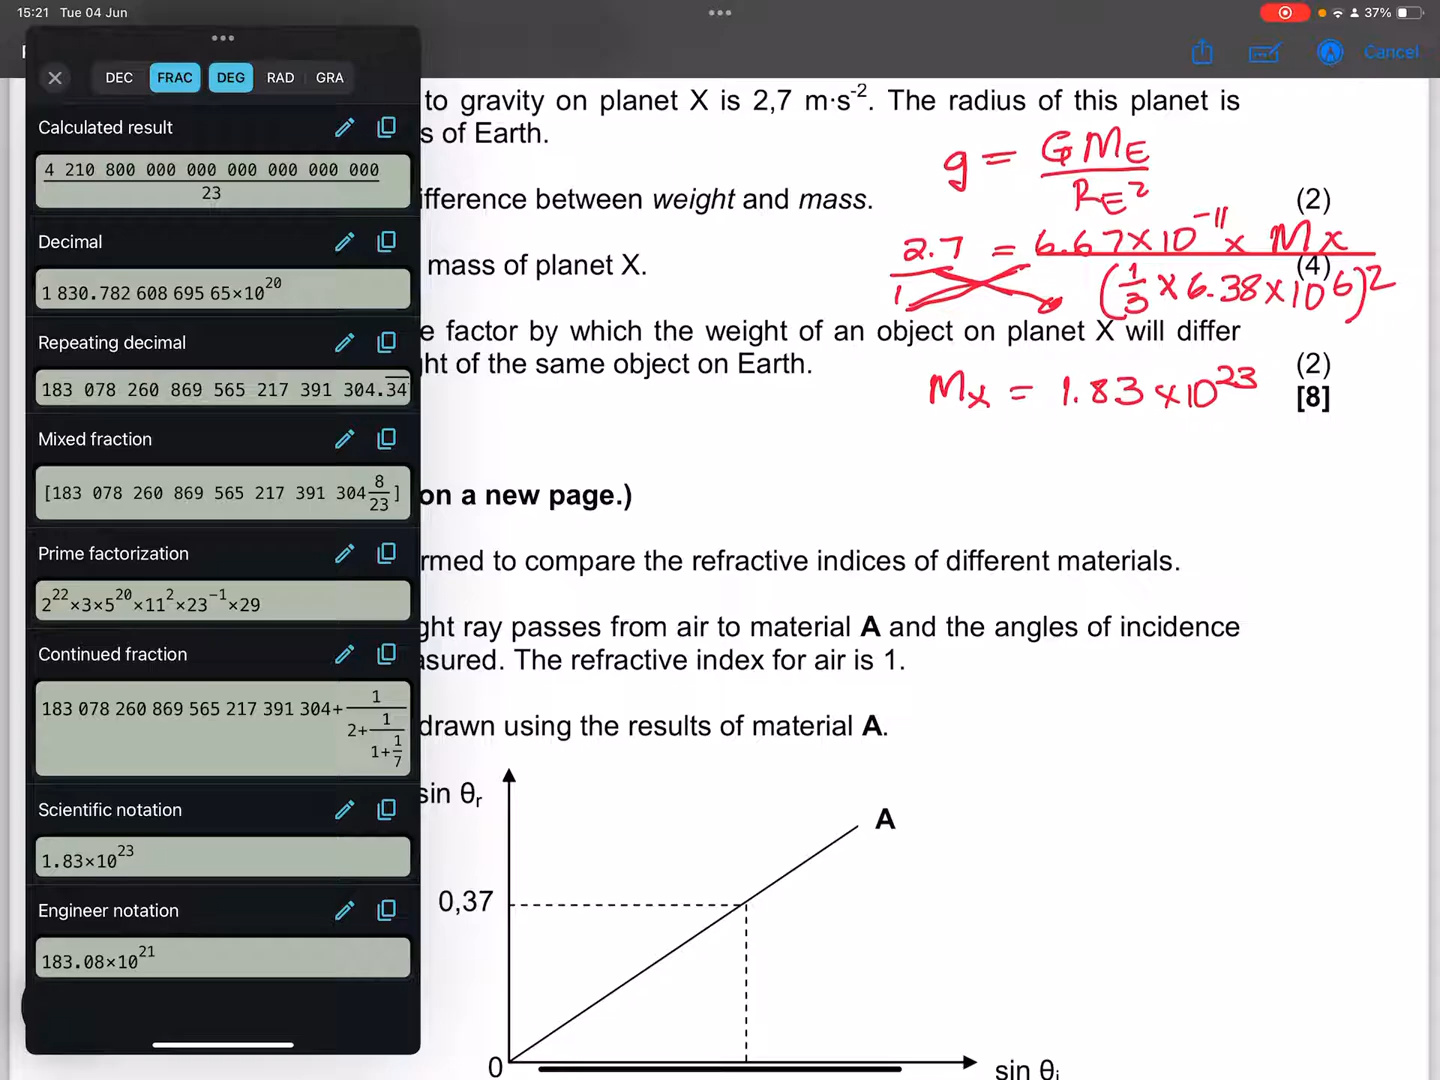 15:21 Tue 04 Jun
37%
Cancel
DEC FRAC DEG RAD GRA
Calculated result
4 210 800 000 000 000 000 000 000
23
Decimal
1 830.782 608 695 65×10^20
Repeating decimal
183 078 260 869 565 217 391 304.34
Mixed fraction
[183 078 260 869 565 217 391 304 8/23]
Prime factorization
2^22×3×5^20×11^2×23^-1×29
Continued fraction
183 078 260 869 565 217 391 304+
1
2+ 1
1+ 1
7
Scientific notation
1.83×10^23
Engineer notation
183.08×10^21
to gravity on planet X is 2,7 m·s^-2. The radius of this planet is
s of Earth.
g = GME
RE²
ifference between weight and mass. (2)
2.7 = 6.67×10^-11 × Mx
1 (1/3 × 6.38×10^6)²
mass of planet X. (4)
e factor by which the weight of an object on planet X will differ
ht of the same object on Earth. (2)
Mx = 1.83×10^23
[8]
on a new page.)
rmed to compare the refractive indices of different materials.
ght ray passes from air to material A and the angles of incidence
asured. The refractive index for air is 1.
drawn using the results of material A.
sin θr
A
0,37
0
sin θi